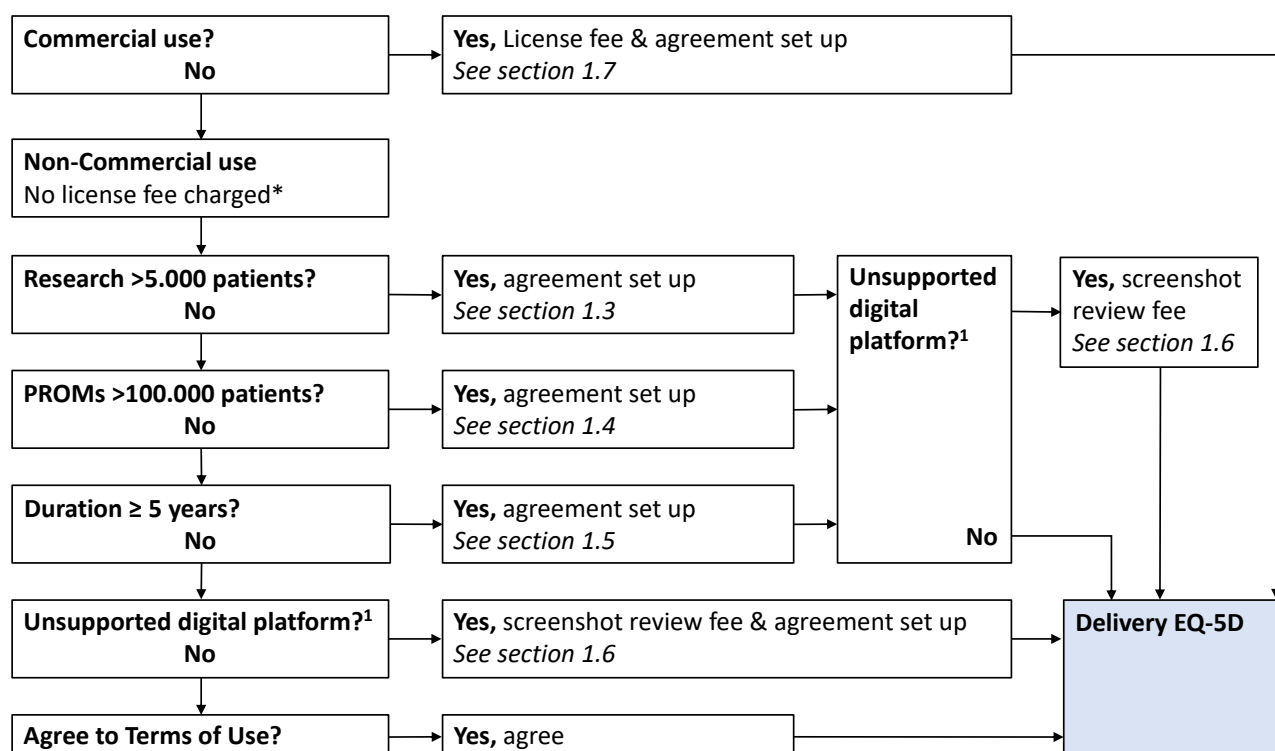 Commercial use?
No
Yes, License fee & agreement set up
See section 1.7
Non-Commercial use
No license fee charged*
Research >5.000 patients?
No
Yes, agreement set up
See section 1.3
Unsupported
digital
platform?¹
No
Yes, screenshot
review fee
See section 1.6
PROMs >100.000 patients?
No
Yes, agreement set up
See section 1.4
Duration ≥ 5 years?
No
Yes, agreement set up
See section 1.5
Unsupported digital platform?¹
No
Yes, screenshot review fee & agreement set up
See section 1.6
Delivery EQ-5D
Agree to Terms of Use?
Yes, agree